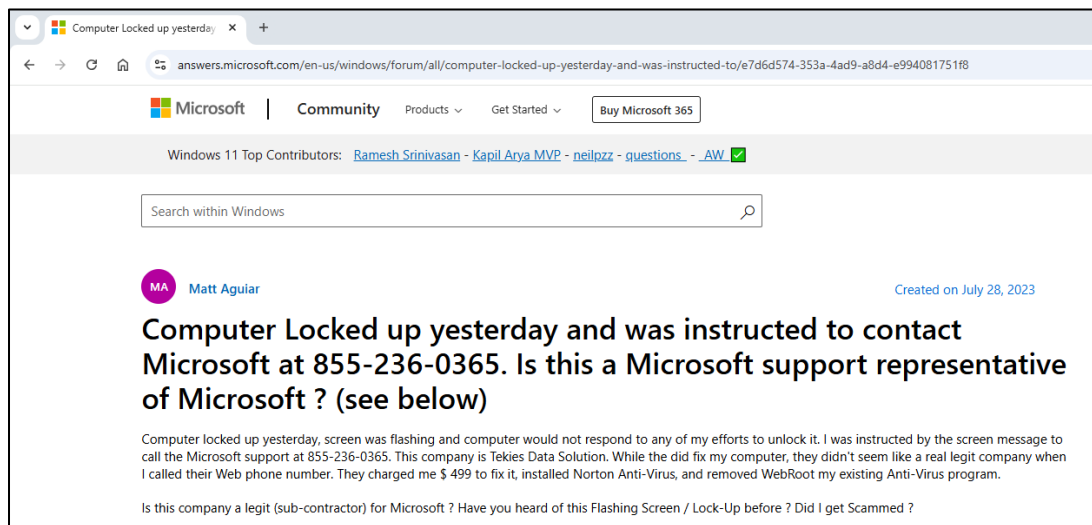 Computer Locked up yesterday
answers.microsoft.com/en-us/windows/forum/all/computer-locked-up-yesterday-and-was-instructed-to/e7d6d574-353a-4ad9-a8d4-e994081751f8
Microsoft | Community Products Get Started Buy Microsoft 365
Windows 11 Top Contributors: Ramesh Srinivasan - Kapil Arya MVP - neilpzz - questions_ - _AW_ ✅
Search within Windows
MA Matt Aguiar Created on July 28, 2023
Computer Locked up yesterday and was instructed to contact
Microsoft at 855-236-0365. Is this a Microsoft support representative
of Microsoft ? (see below)
Computer locked up yesterday, screen was flashing and computer would not respond to any of my efforts to unlock it. I was instructed by the screen message to
call the Microsoft support at 855-236-0365. This company is Tekies Data Solution. While the did fix my computer, they didn't seem like a real legit company when
I called their Web phone number. They charged me $ 499 to fix it, installed Norton Anti-Virus, and removed WebRoot my existing Anti-Virus program.
Is this company a legit (sub-contractor) for Microsoft ? Have you heard of this Flashing Screen / Lock-Up before ? Did I get Scammed ?